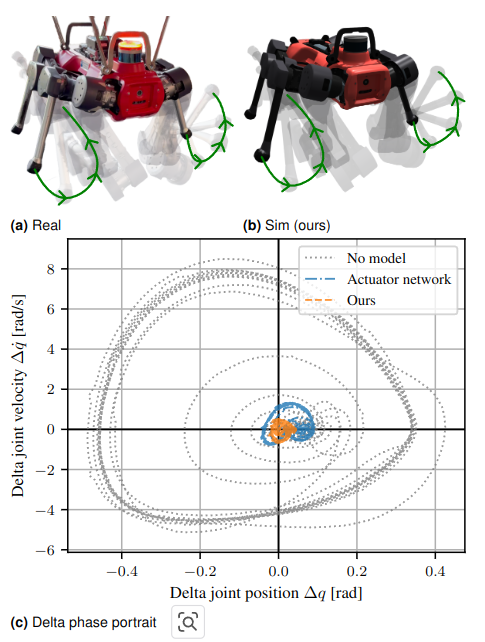 (a) Real
(b) Sim (ours)
No model
Actuator network
Ours
Delta joint velocity Δq̇ [rad/s]
8
6
4
2
0
−2
−4
−6
−0.4
−0.2
0.0
0.2
0.4
Delta joint position Δq [rad]
(c) Delta phase portrait